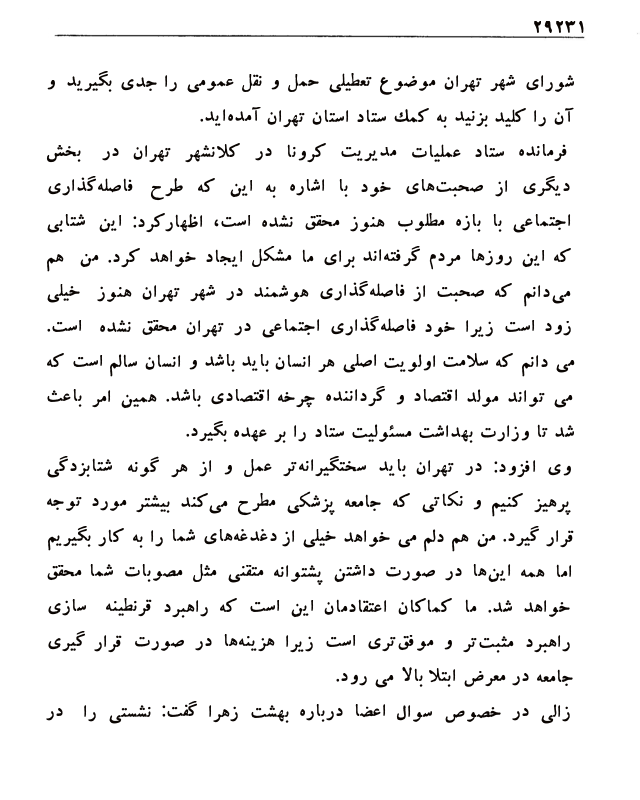 ۲۹۲۳۱
شورای شهر تهران موضوع تعطیلی حمل و نقل عمومی را جدی بگیرید و
آن را کلید بزنید به کمك ستاد استان تهران آمده‌اید.
فرمانده ستاد عملیات مدیریت کرونا در کلانشهر تهران در بخش
دیگری از صحبت‌های خود با اشاره به این که طرح فاصله‌گذاری
اجتماعی با بازه مطلوب هنوز محقق نشده است، اظهارکرد: این شتابی
که این روزها مردم گرفته‌اند برای ما مشکل ایجاد خواهد کرد. من هم
می‌دانم که صحبت از فاصله‌گذاری هوشمند در شهر تهران هنوز خیلی
زود است زیرا خود فاصله‌گذاری اجتماعی در تهران محقق نشده است.
می دانم که سلامت اولویت اصلی هر انسان باید باشد و انسان سالم است که
می تواند مولد اقتصاد و گرداننده چرخه اقتصادی باشد. همین امر باعث
شد تا وزارت بهداشت مسئولیت ستاد را بر عهده بگیرد.
وی افزود: در تهران باید سختگیرانه‌تر عمل و از هر گونه شتابزدگی
پرهیز کنیم و نکاتی که جامعه پزشکی مطرح می‌کند بیشتر مورد توجه
قرار گیرد. من هم دلم می خواهد خیلی از دغدغه‌های شما را به کار بگیریم
اما همه این‌ها در صورت داشتن پشتوانه متقنی مثل مصوبات شما محقق
خواهد شد. ما کماکان اعتقادمان این است که راهبرد قرنطینه سازی
راهبرد مثبت‌تر و موفق‌تری است زیرا هزینه‌ها در صورت قرار گیری
جامعه در معرض ابتلا بالا می رود.
زالی در خصوص سوال اعضا درباره بهشت زهرا گفت: نشستی را در